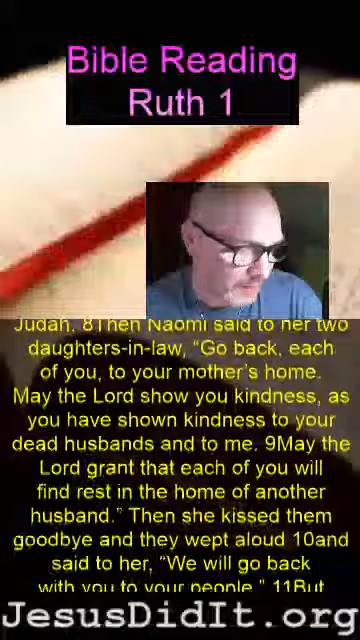 Bible Reading
Ruth 1
Judah. 8Then Naomi said to her two
daughters-in-law, “Go back, each
of you, to your mother’s home.
May the Lord show you kindness, as
you have shown kindness to your
dead husbands and to me. 9May the
Lord grant that each of you will
find rest in the home of another
husband.” Then she kissed them
goodbye and they wept aloud 10and
said to her, “We will go back
with you to your people.” 11But
JesusDidIt.org